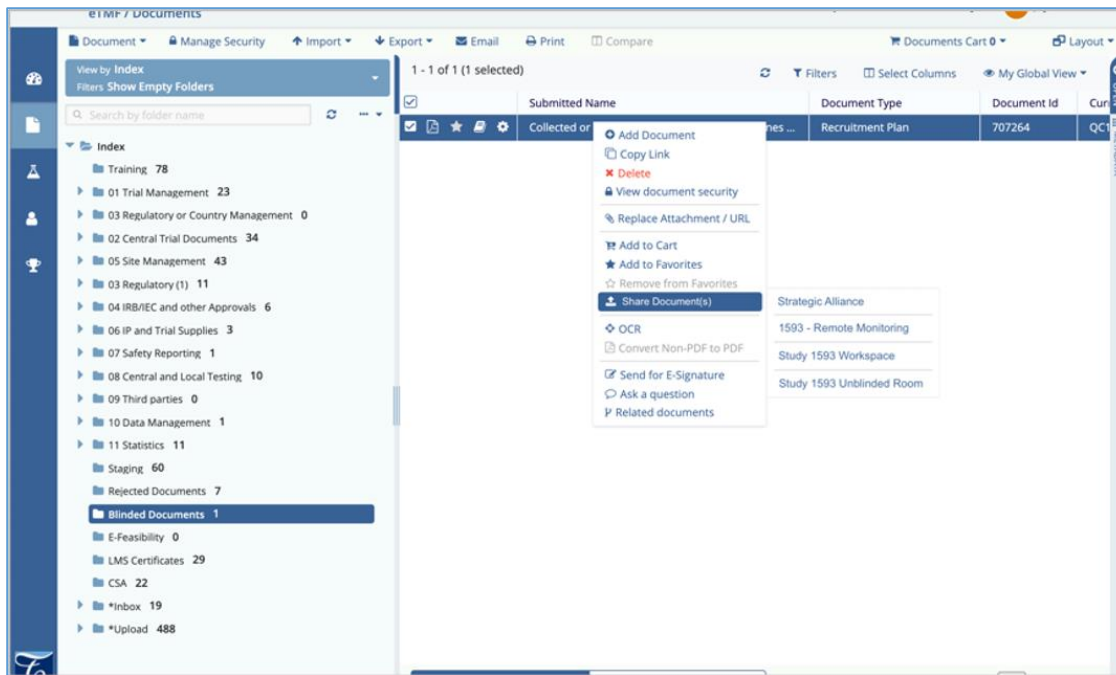 eTMF / Documents
Document Manage Security Import Export Email Print Compare Documents Cart 0 Layout
View by Index
Filters Show Empty Folders
Search by folder name
Index
Training 78
01 Trial Management 23
03 Regulatory or Country Management 0
02 Central Trial Documents 34
05 Site Management 43
03 Regulatory (1) 11
04 IRB/IEC and other Approvals 6
06 IP and Trial Supplies 3
07 Safety Reporting 1
08 Central and Local Testing 10
09 Third parties 0
10 Data Management 1
11 Statistics 11
Staging 60
Rejected Documents 7
Blinded Documents 1
E-Feasibility 0
LMS Certificates 29
CSA 22
*Inbox 19
*Upload 488
1 - 1 of 1 (1 selected)
Filters Select Columns My Global View
Submitted Name Document Type Document Id
Collected or nes ... Recruitment Plan 707264 QC1
Add Document
Copy Link
Delete
View document security
Replace Attachment / URL
Add to Cart
Add to Favorites
Remove from Favorites
Share Document(s)
OCR
Convert Non-PDF to PDF
Send for E-Signature
Ask a question
Related documents
Strategic Alliance
1593 - Remote Monitoring
Study 1593 Workspace
Study 1593 Unblinded Room